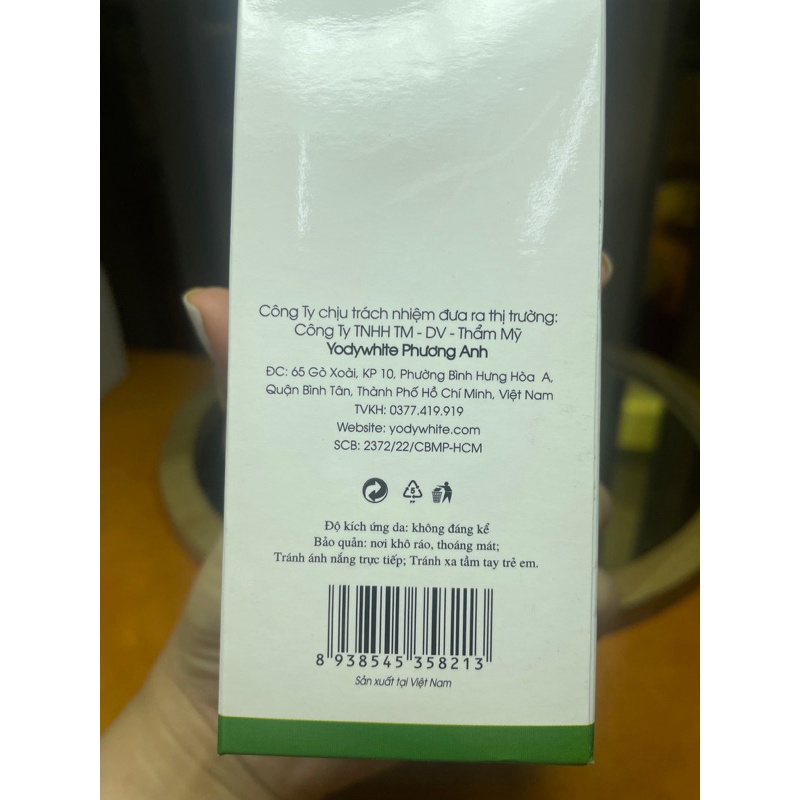 Công Ty chịu trách nhiệm đưa ra thị trường:
Công Ty TNHH TM - DV - Thẩm Mỹ
Yodywhite Phương Anh
ĐC: 65 Gò Xoài, KP 10, Phường Bình Hưng Hòa A,
Quận Bình Tân, Thành Phố Hồ Chí Minh, Việt Nam
TVKH: 0377.419.919
Website: yodywhite.com
SCB: 2372/22/CBMP-HCM
5
PP
Độ kích ứng da: không đáng kể
Bảo quản: nơi khô ráo, thoáng mát;
Tránh ánh nắng trực tiếp; Tránh xa tầm tay trẻ em.
8 938545 358213
Sản xuất tại Việt Nam